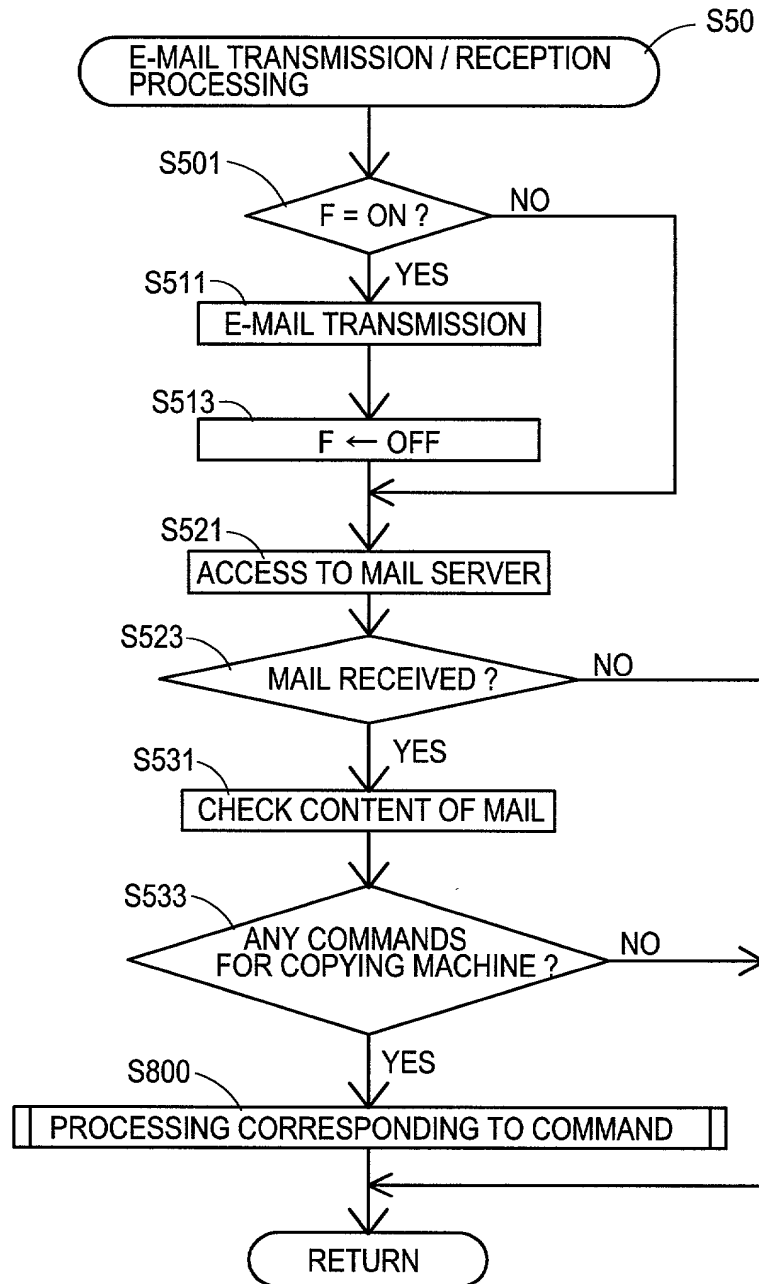 S50
E-MAIL TRANSMISSION / RECEPTION
PROCESSING
S501
F = ON ?
NO
YES
S511
E-MAIL TRANSMISSION
S513
F ← OFF
S521
ACCESS TO MAIL SERVER
S523
MAIL RECEIVED ?
NO
YES
S531
CHECK CONTENT OF MAIL
S533
ANY COMMANDS
FOR COPYING MACHINE ?
NO
YES
S800
PROCESSING CORRESPONDING TO COMMAND
RETURN